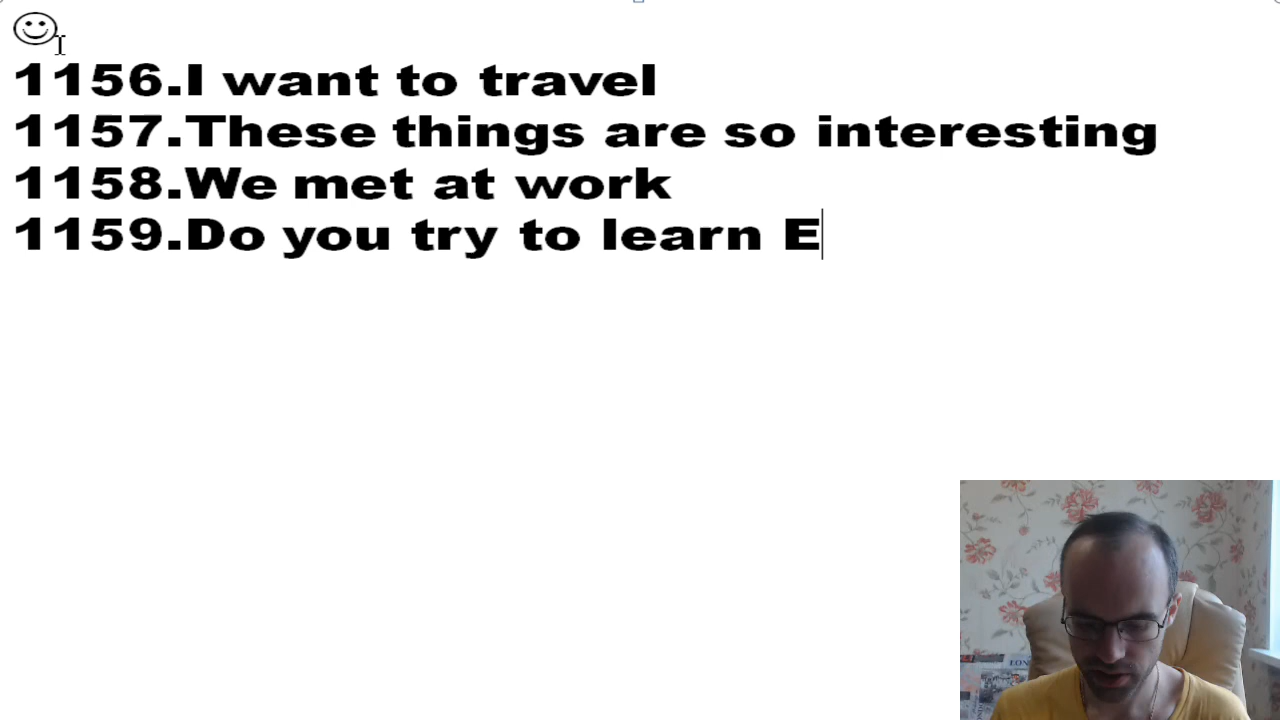 1156.I want to travel
1157.These things are so interesting
1158.We met at work
1159.Do you try to learn E